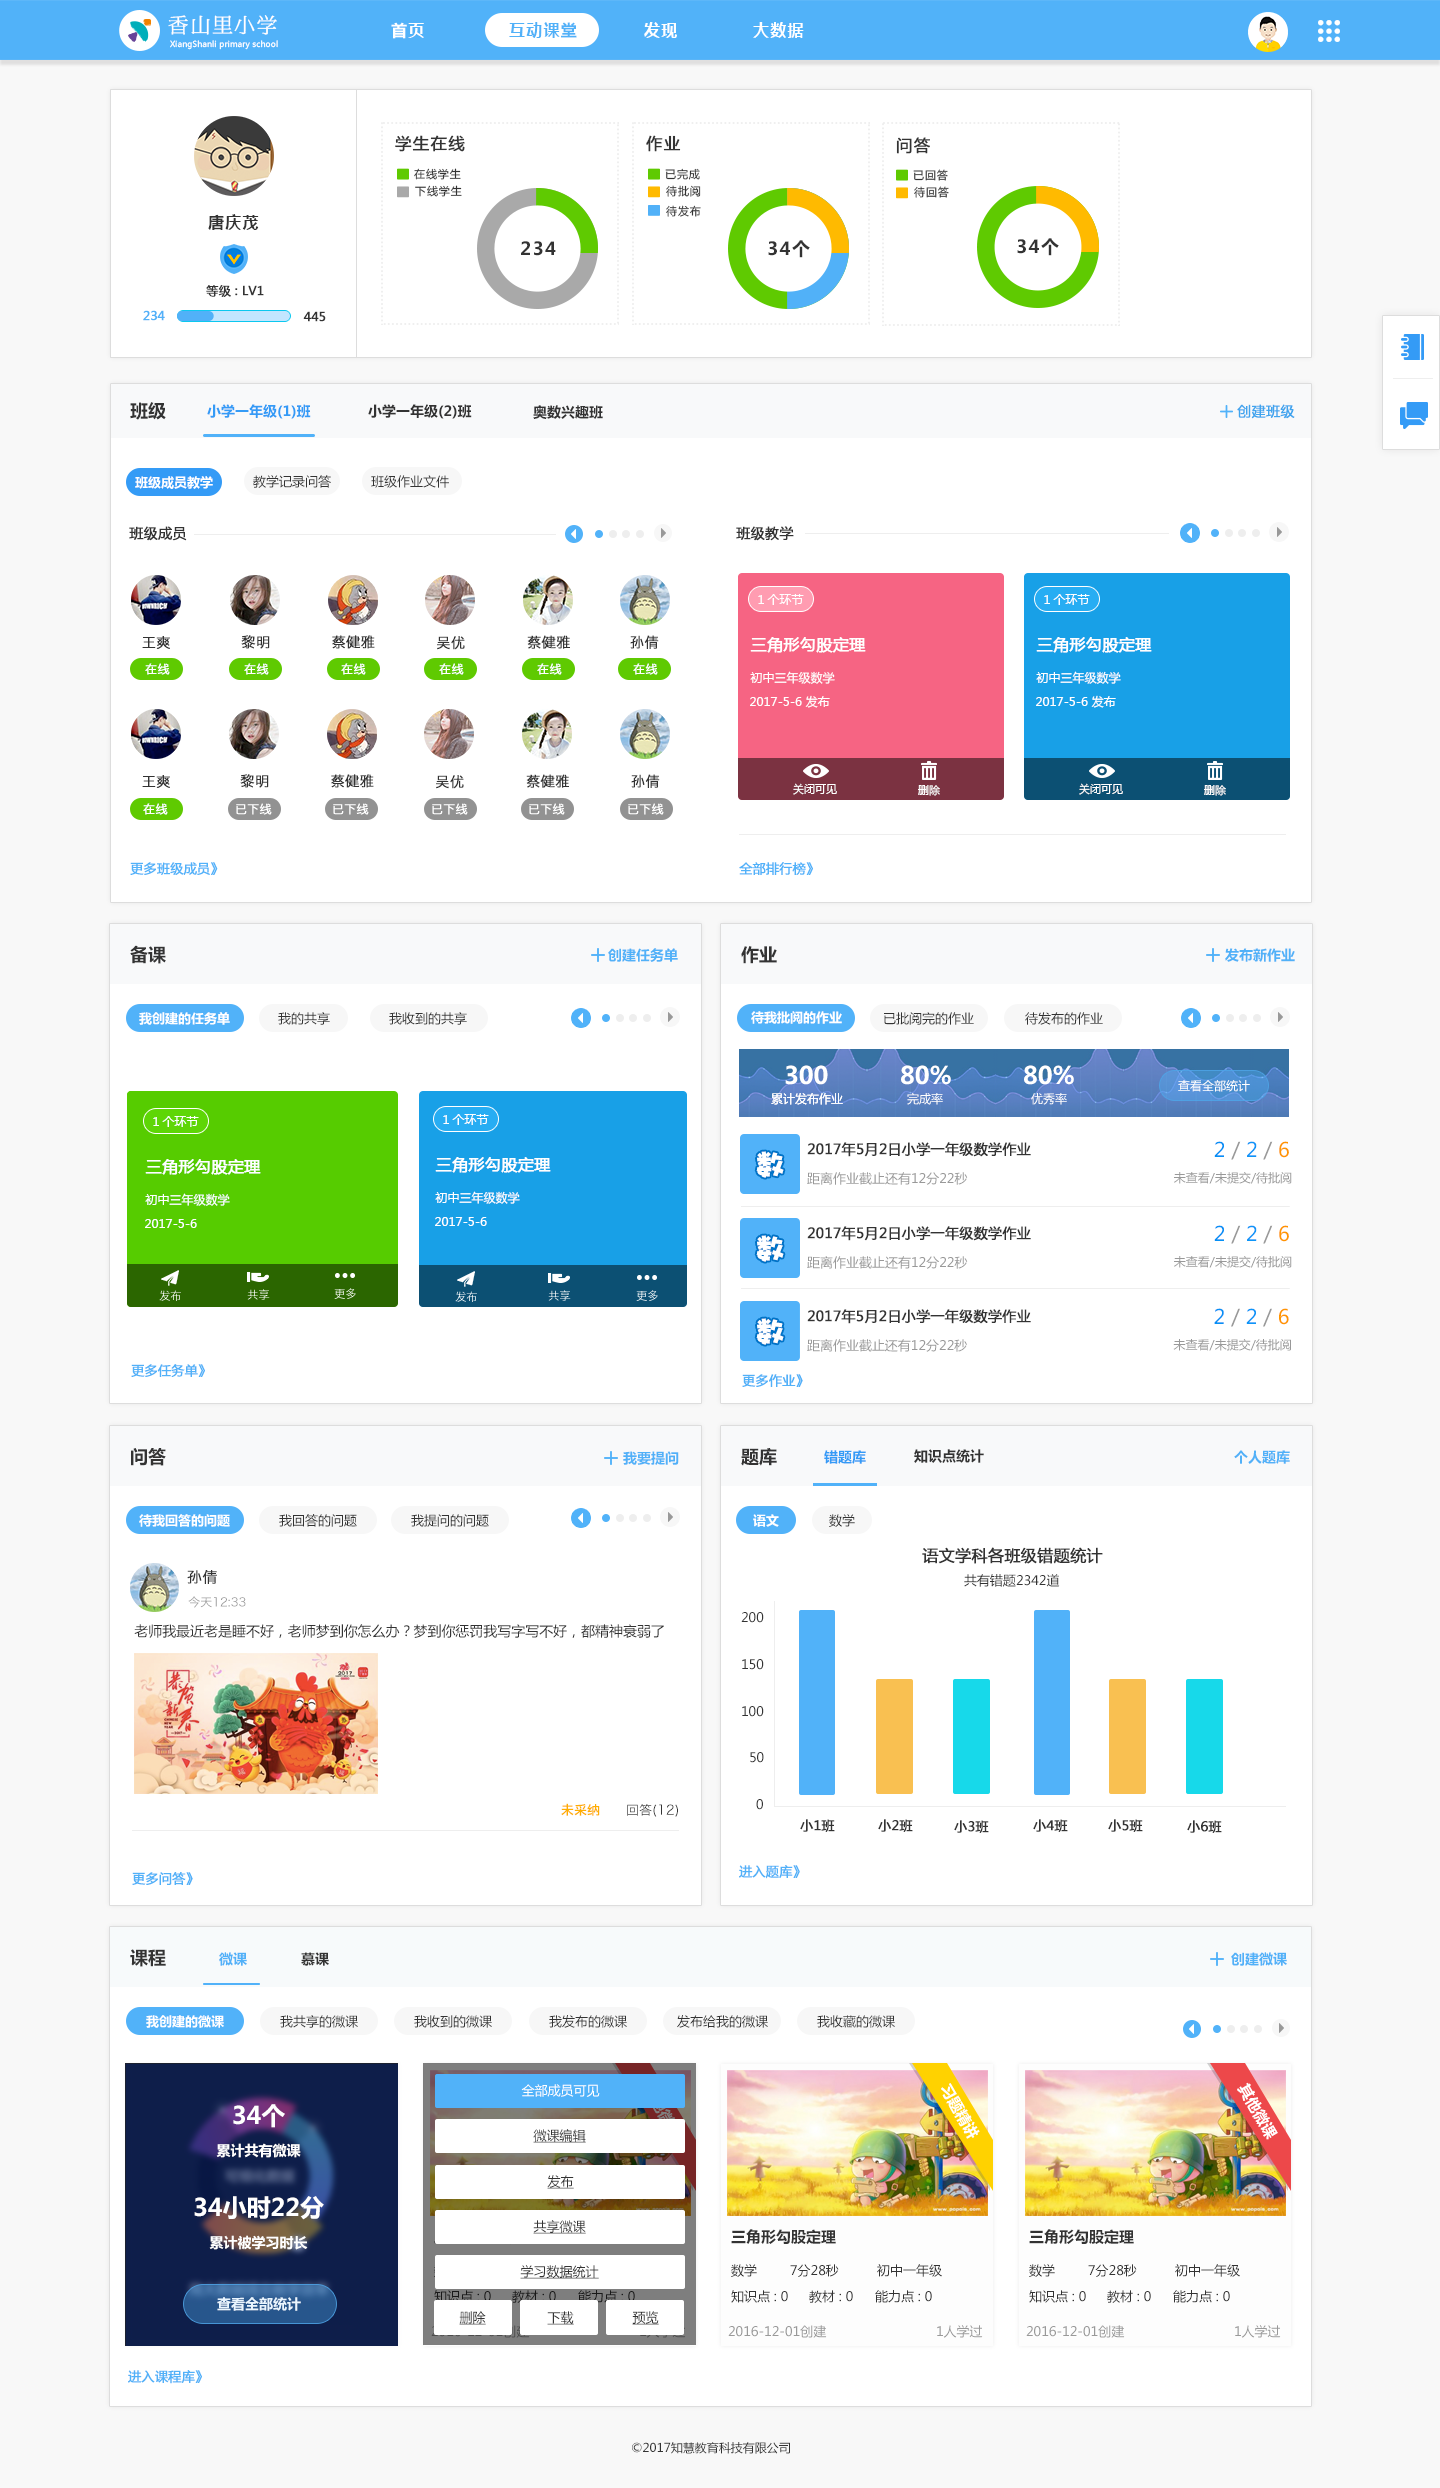 香山里小学
XiangShanli primary school
首页
互动课堂
发现
大数据
唐庆茂
等级 : LV1
234
445
学生在线
在线学生
下线学生
234
作业
已完成
待批阅
待发布
34个
问答
已回答
待回答
34个
班级
小学一年级(1)班
小学一年级(2)班
奥数兴趣班
创建班级
班级成员教学
教学记录问答
班级作业文件
班级成员
王爽
黎明
蔡健雅
吴优
蔡健雅
孙倩
在线
在线
在线
在线
在线
在线
王爽
黎明
蔡健雅
吴优
蔡健雅
孙倩
在线
已下线
已下线
已下线
已下线
已下线
更多班级成员》
班级教学
1 个环节
三角形勾股定理
初中三年级数学
2017-5-6 发布
关闭可见
删除
1 个环节
三角形勾股定理
初中三年级数学
2017-5-6 发布
关闭可见
删除
全部排行榜》
备课
创建任务单
我创建的任务单
我的共享
我收到的共享
1 个环节
三角形勾股定理
初中三年级数学
2017-5-6
发布
共享
更多
1 个环节
三角形勾股定理
初中三年级数学
2017-5-6
发布
共享
更多
更多任务单》
作业
发布新作业
待我批阅的作业
已批阅完的作业
待发布的作业
300
累计发布作业
80%
完成率
80%
优秀率
查看全部统计
数
2017年5月2日小学一年级数学作业
距离作业截止还有12分22秒
2 / 2 / 6
未查看/未提交/待批阅
数
2017年5月2日小学一年级数学作业
距离作业截止还有12分22秒
2 / 2 / 6
未查看/未提交/待批阅
数
2017年5月2日小学一年级数学作业
距离作业截止还有12分22秒
2 / 2 / 6
未查看/未提交/待批阅
更多作业》
问答
我要提问
待我回答的问题
我回答的问题
我提问的问题
孙倩
今天12:33
老师我最近老是睡不好，老师梦到你怎么办？梦到你惩罚我写字写不好，都精神衰弱了
恭贺新春
2017
未采纳
回答(12)
更多问答》
题库
错题库
知识点统计
个人题库
语文
数学
语文学科各班级错题统计
共有错题2342道
200
150
100
50
0
小1班
小2班
小3班
小4班
小5班
小6班
进入题库》
课程
微课
慕课
创建微课
我创建的微课
我共享的微课
我收到的微课
我发布的微课
发布给我的微课
我收藏的微课
34个
累计共有微课
34小时22分
累计被学习时长
查看全部统计
全部成员可见
微课编辑
发布
共享微课
学习数据统计
知识点 : 0
教材 : 0
能力点 : 0
删除
下载
预览
习题精讲
三角形勾股定理
数学
7分28秒
初中一年级
知识点 : 0
教材 : 0
能力点 : 0
2016-12-01创建
1人学过
其他微课
三角形勾股定理
数学
7分28秒
初中一年级
知识点 : 0
教材 : 0
能力点 : 0
2016-12-01创建
1人学过
进入课程库》
©2017知慧教育科技有限公司